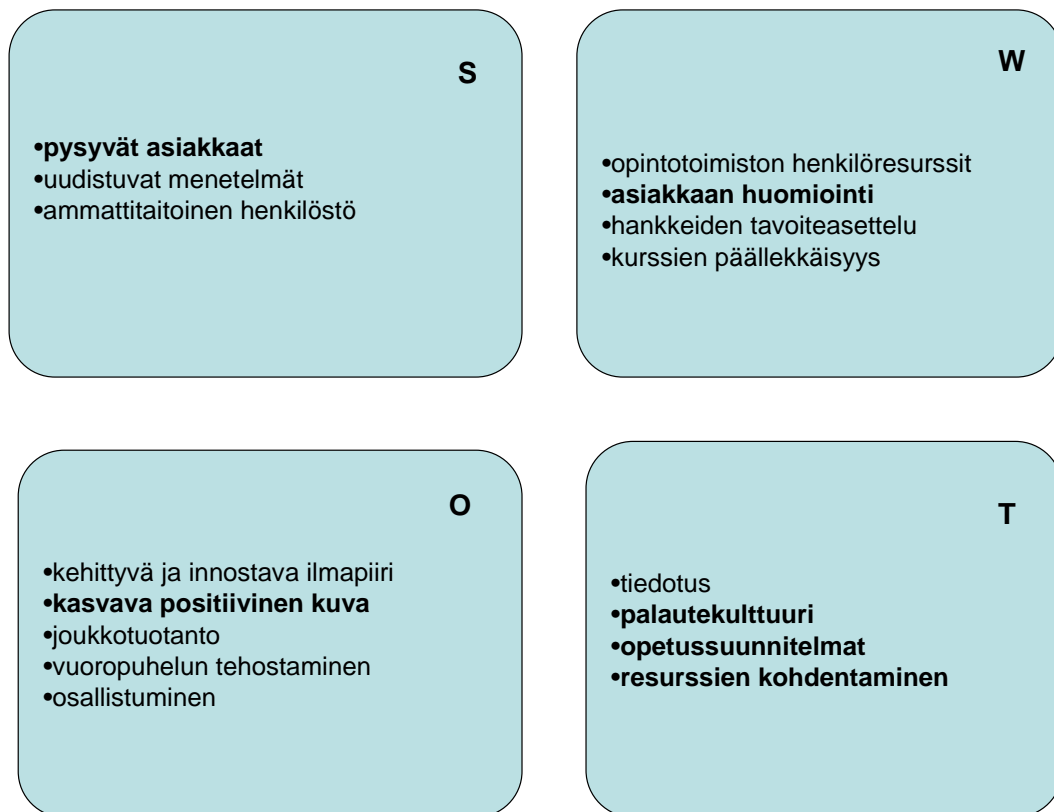 S
•pysyvät asiakkaat
•uudistuvat menetelmät
•ammattitaitoinen henkilöstö
W
•opintotoimiston henkilöresurssit
•asiakkaan huomiointi
•hankkeiden tavoiteasettelu
•kurssien päällekkäisyys
O
•kehittyvä ja innostava ilmapiiri
•kasvava positiivinen kuva
•joukkotuotanto
•vuoropuhelun tehostaminen
•osallistuminen
T
•tiedotus
•palautekulttuuri
•opetussuunnitelmat
•resurssien kohdentaminen